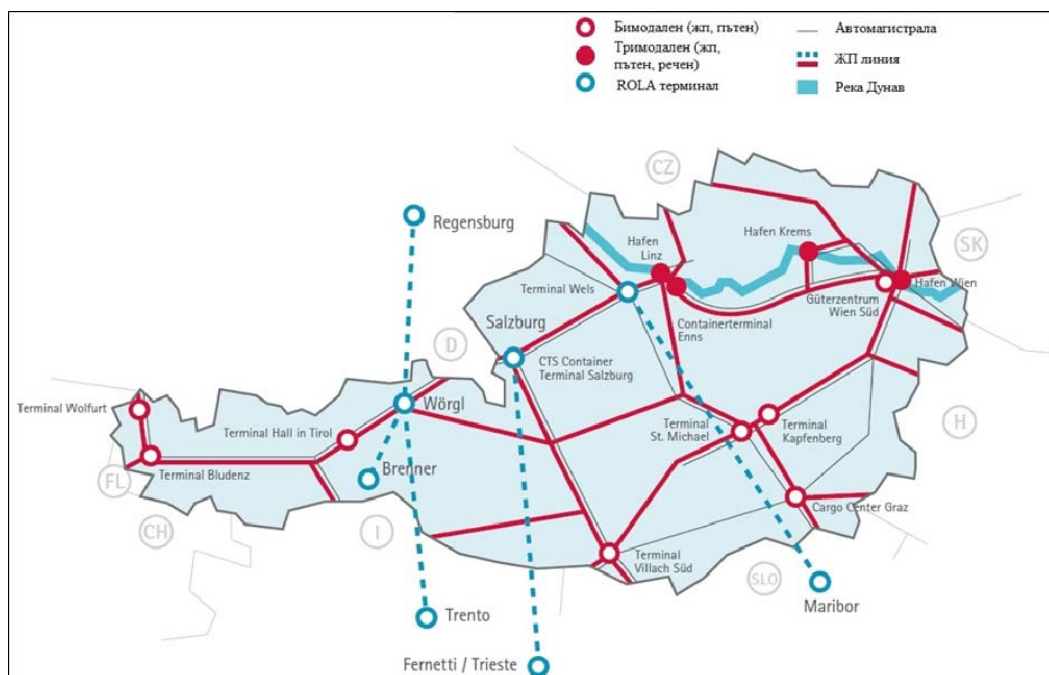 Бимодален (жп, пътен)
Тримодален (жп,
пътен, речен)
ROLA терминал
Автомагистрала
ЖП линия
Река Дунав
CZ
Regensburg
Hafen Krems
SK
Hafen
Linz
Terminal Wels
Hafen Wien
Güterzentrum
Wien Süd
Salzburg
Containerterminal
Enns
D
CTS Container
Terminal Salzburg
Terminal Wolfurt
Wörgl
Terminal Hall in Tirol
Terminal
St. Michael
Terminal
Kapfenberg
H
Terminal Bludenz
Brenner
FL
Cargo Center Graz
CH
I
Terminal
Villach Süd
SLO
Maribor
Trento
Fernetti / Trieste